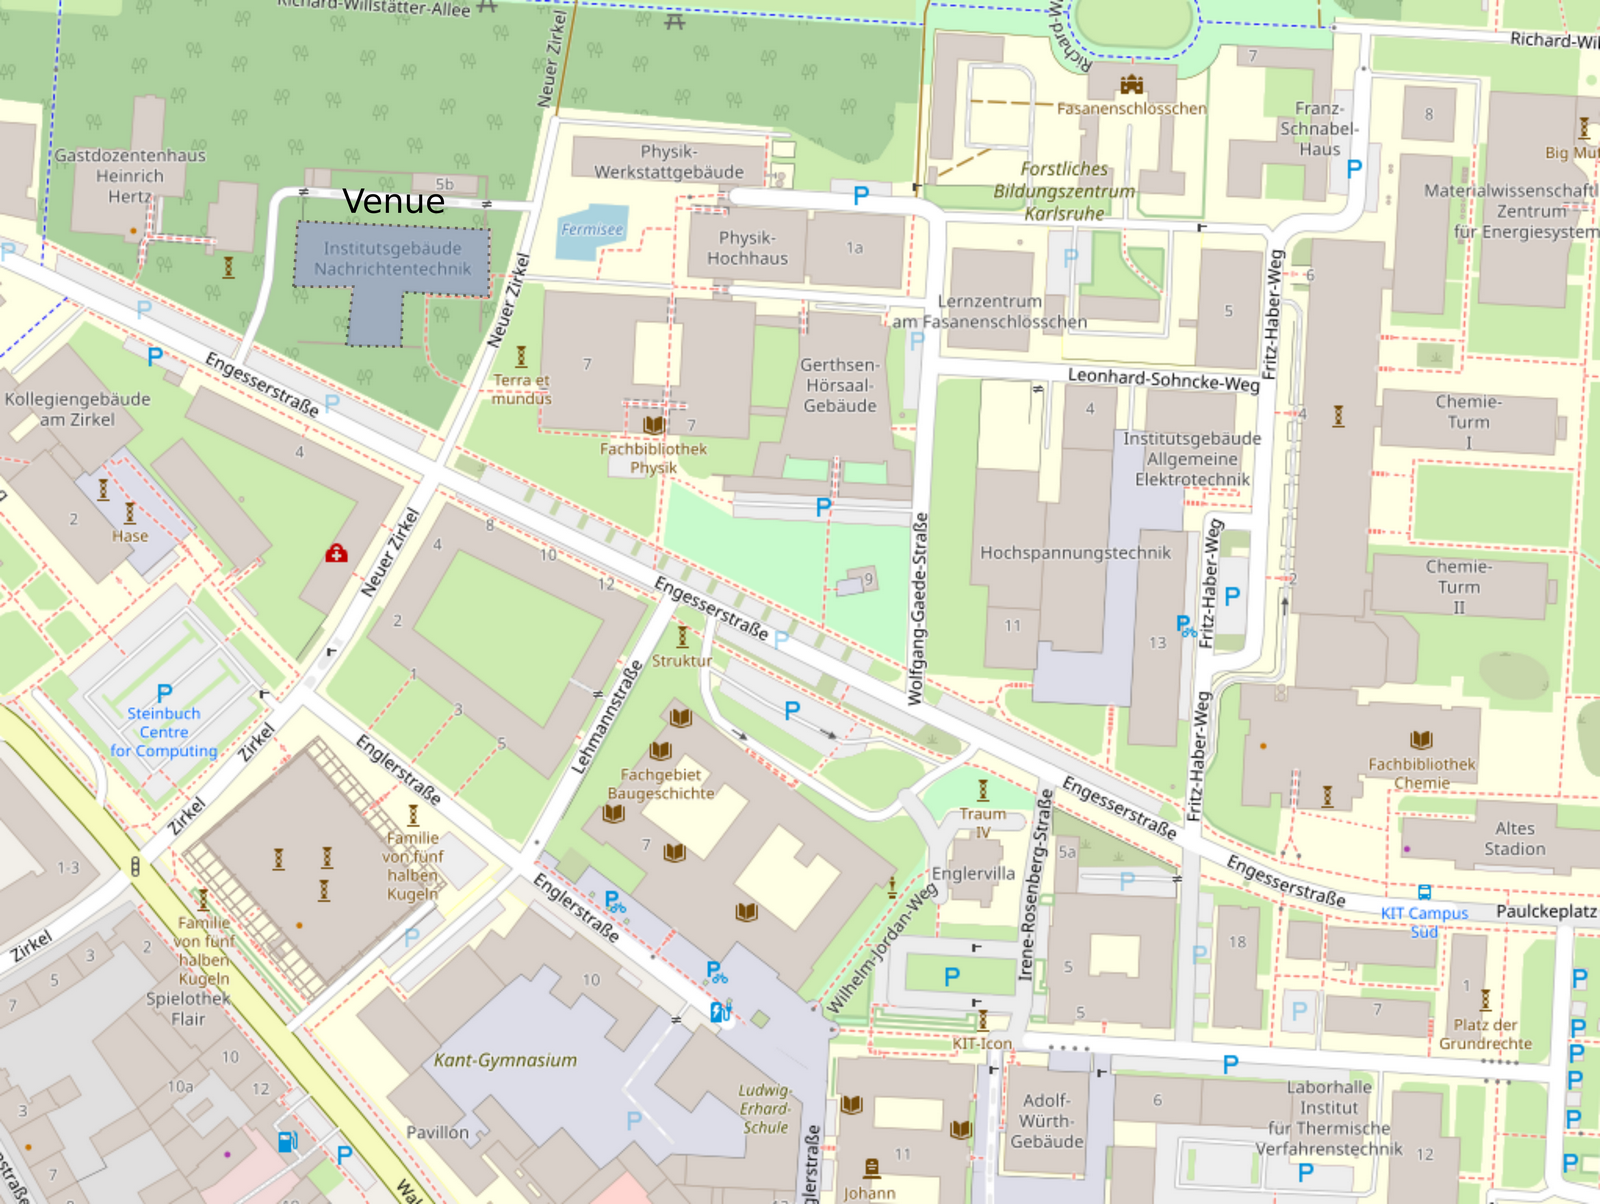 Richard-Willstätter-Allee
Neuer Zirkel
Richard-Wa
Richard-Wil
7
Fasanenschlösschen
Franz-
Schnabel-
Haus
8
P
Big Mut
Gastdozentenhaus
Heinrich
Hertz
Physik-
Werkstattgebäude
5b
Venue
P
Forstliches
Bildungszentrum
Karlsruhe
Materialwissenschaftl
Zentrum
für Energiesystem
Fermisee
Physik-
Hochhaus
1a
P
P
Institutsgebäude
Nachrichtentechnik
Neuer Zirkel
P
Lernzentrum
am Fasanenschlösschen
5
6
Fritz-Haber-Weg
P
P
Engesserstraße
P
Terra et
mundus
7
Gerthsen-
Hörsaal-
Gebäude
P
Leonhard-Sohncke-Weg
Kollegiengebäude
am Zirkel
4
7
Fachbibliothek
Physik
4
4
Institutsgebäude
Allgemeine
Elektrotechnik
Chemie-
Turm
I
2
Hase
Neuer Zirkel
4
8
10
12
P
Wolfgang-Gaede-Straße
9
Hochspannungstechnik
Fritz-Haber-Weg
P
2
Chemie-
Turm
II
Engesserstraße
P
2
1
3
5
Struktur
Lehmannstraße
11
13
P
P
Steinbuch
Centre
for Computing
Zirkel
Englerstraße
P
Fachgebiet
Baugeschichte
7
Fritz-Haber-Weg
Fachbibliothek
Chemie
Engesserstraße
Traum
IV
Irene-Rosenberg-Straße
5a
P
Altes
Stadion
Zirkel
Familie
von fünf
halben
Kugeln
1-3
Englervilla
Engesserstraße
KIT Campus
Süd
Paulckeplatz
Familie
von fünf
halben
Kugeln
Zirkel
P
Englerstraße
P
Wilhelm-Jordan-Weg
P
5
5
18
P
2
3
5
7
Spielothek
Flair
10
P
P
7
1
Platz der
Grundrechte
P
P
P
P
P
P
KIT-Icon
P
10
10a
12
Kant-Gymnasium
P
Ludwig-
Erhard-
Schule
Adolf-
Würth-
Gebäude
6
Laborhalle
Institut
für Thermische
Verfahrenstechnik
P
12
3
7
P
Pavillon
Wal
glerstraße
11
Johann
nstraße